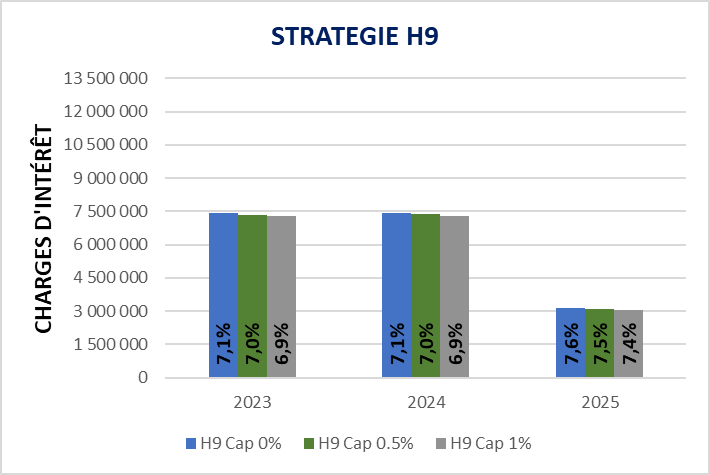 STRATEGIE H9
CHARGES D'INTÉRÊT
13 500 000
12 000 000
10 500 000
9 000 000
7 500 000
6 000 000
4 500 000
3 000 000
1 500 000
0
7,1%
7,0%
6,9%
7,1%
7,0%
6,9%
7,6%
7,5%
7,4%
2023
2024
2025
H9 Cap 0%
H9 Cap 0.5%
H9 Cap 1%